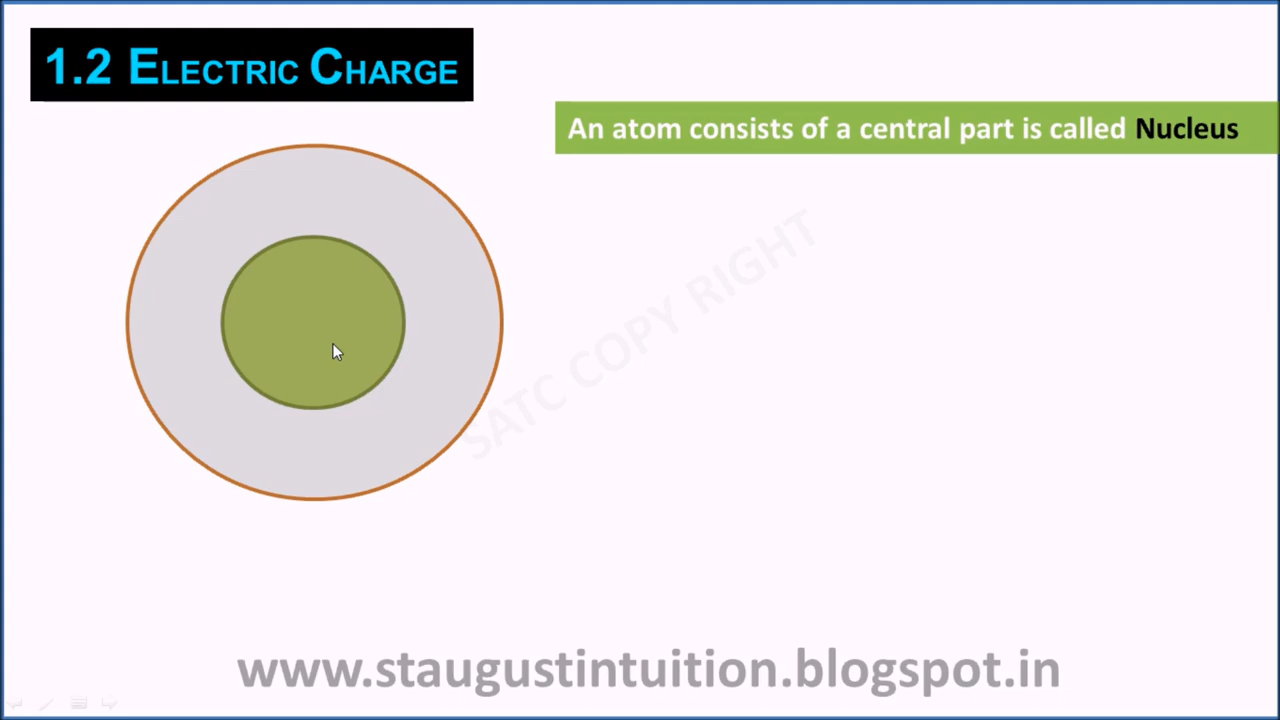 1.2 ELECTRIC CHARGE
An atom consists of a central part is called Nucleus
SATC COPY RIGHT
www.staugustintuition.blogspot.in